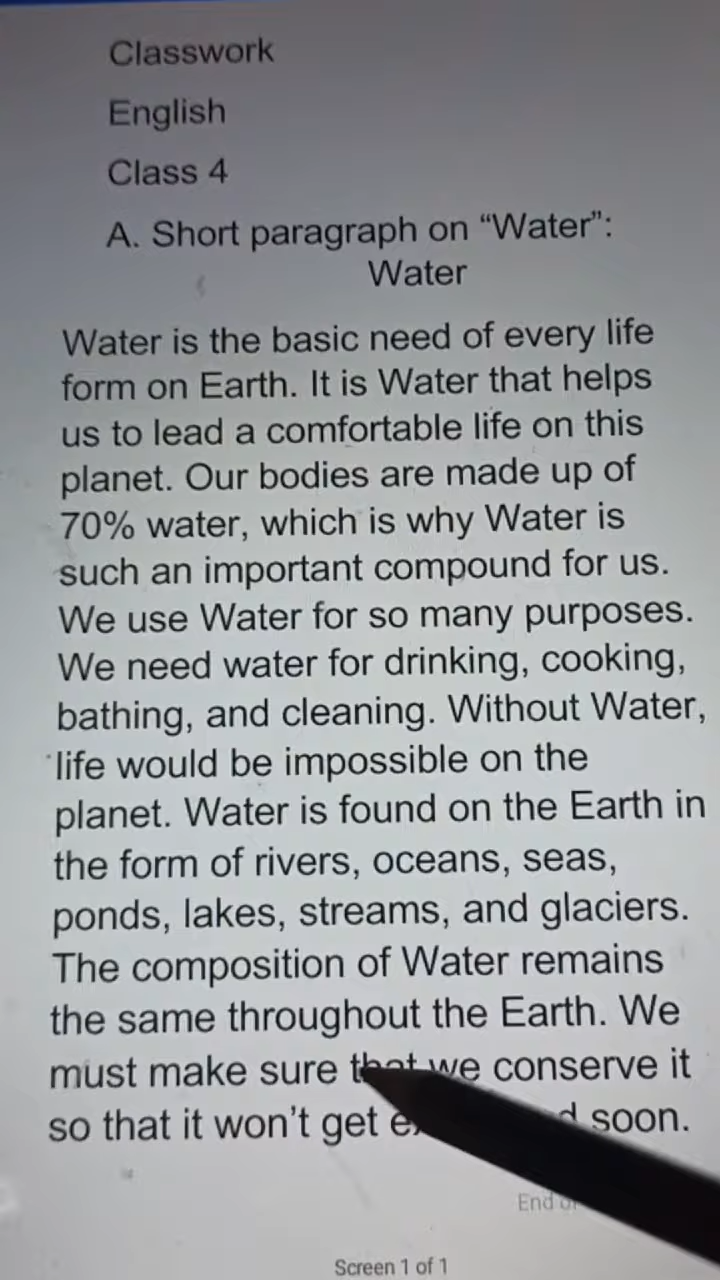 Classwork
English
Class 4
A. Short paragraph on “Water”:
Water
Water is the basic need of every life
form on Earth. It is Water that helps
us to lead a comfortable life on this
planet. Our bodies are made up of
70% water, which is why Water is
such an important compound for us.
We use Water for so many purposes.
We need water for drinking, cooking,
bathing, and cleaning. Without Water,
life would be impossible on the
planet. Water is found on the Earth in
the form of rivers, oceans, seas,
ponds, lakes, streams, and glaciers.
The composition of Water remains
the same throughout the Earth. We
must make sure that we conserve it
so that it won’t get soon.
End
Screen 1 of 1